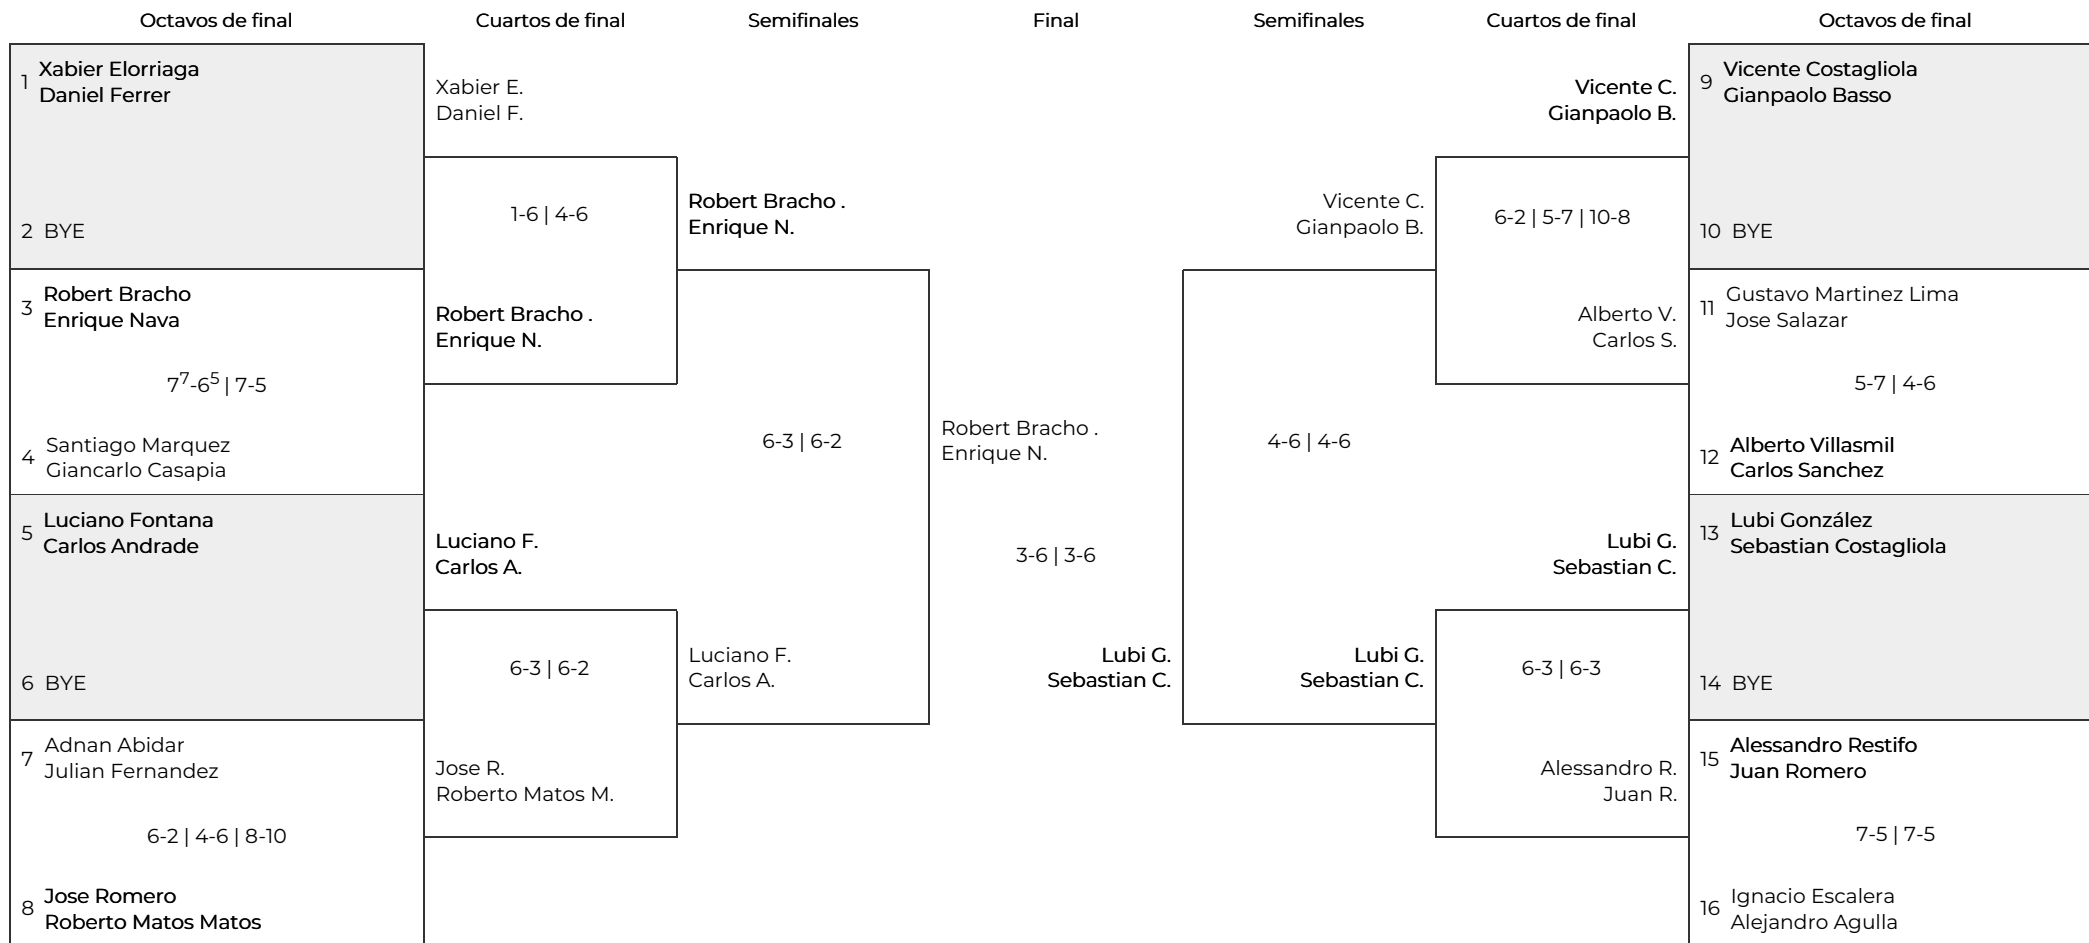 Octavos de final
Cuartos de final
Semifinales
Final
Semifinales
Cuartos de final
Octavos de final
1
Xabier Elorriaga
Daniel Ferrer
2 BYE
3
Robert Bracho
Enrique Nava
7⁷-6⁵ | 7-5
4
Santiago Marquez
Giancarlo Casapia
5
Luciano Fontana
Carlos Andrade
6 BYE
7
Adnan Abidar
Julian Fernandez
6-2 | 4-6 | 8-10
8
Jose Romero
Roberto Matos Matos
Xabier E.
Daniel F.
1-6 | 4-6
Robert Bracho .
Enrique N.
Luciano F.
Carlos A.
6-3 | 6-2
Jose R.
Roberto Matos M.
Robert Bracho .
Enrique N.
6-3 | 6-2
Luciano F.
Carlos A.
Robert Bracho .
Enrique N.
3-6 | 3-6
Lubi G.
Sebastian C.
Vicente C.
Gianpaolo B.
4-6 | 4-6
Lubi G.
Sebastian C.
Vicente C.
Gianpaolo B.
6-2 | 5-7 | 10-8
Alberto V.
Carlos S.
Lubi G.
Sebastian C.
6-3 | 6-3
Alessandro R.
Juan R.
9
Vicente Costagliola
Gianpaolo Basso
10 BYE
11
Gustavo Martinez Lima
Jose Salazar
5-7 | 4-6
12
Alberto Villasmil
Carlos Sanchez
13
Lubi González
Sebastian Costagliola
14 BYE
15
Alessandro Restifo
Juan Romero
7-5 | 7-5
16
Ignacio Escalera
Alejandro Agulla